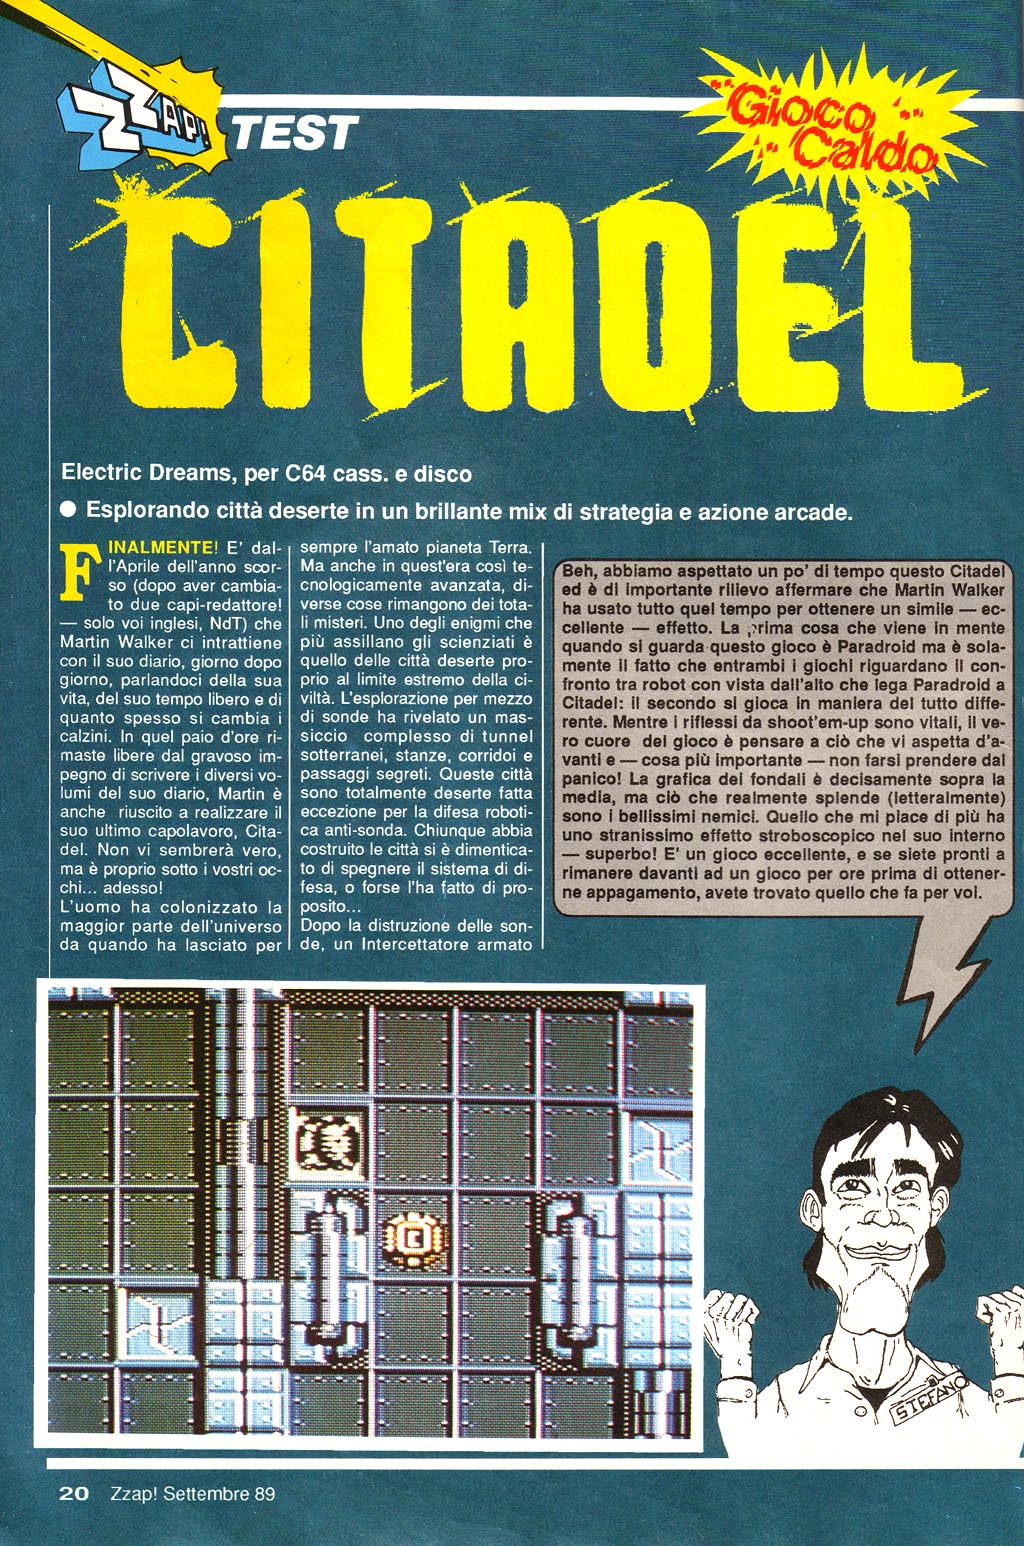 ZZAP!
TEST
Gioco
Caldo
CITADEL
Electric Dreams, per C64 cass. e disco
● Esplorando città deserte in un brillante mix di strategia e azione arcade.
FINALMENTE! E' dal-
l'Aprile dell'anno scor-
so (dopo aver cambia-
to due capi-redattore!
— solo voi inglesi, NdT) che
Martin Walker ci intrattiene
con il suo diario, giorno dopo
giorno, parlandoci della sua
vita, del suo tempo libero e di
quanto spesso si cambia i
calzini. In quel paio d'ore ri-
maste libere dal gravoso im-
pegno di scrivere i diversi vo-
lumi del suo diario, Martin è
anche riuscito a realizzare il
suo ultimo capolavoro, Cita-
del. Non vi sembrerà vero,
ma è proprio sotto i vostri oc-
chi... adesso!
L'uomo ha colonizzato la
maggior parte dell'universo
da quando ha lasciato per
sempre l'amato pianeta Terra.
Ma anche in quest'era così te-
cnologicamente avanzata, di-
verse cose rimangono dei tota-
li misteri. Uno degli enigmi che
più assillano gli scienziati è
quello delle città deserte pro-
prio al limite estremo della ci-
viltà. L'esplorazione per mezzo
di sonde ha rivelato un mas-
siccio complesso di tunnel
sotterranei, stanze, corridoi e
passaggi segreti. Queste città
sono totalmente deserte fatta
eccezione per la difesa roboti-
ca anti-sonda. Chiunque abbia
costruito le città si è dimentica-
to di spegnere il sistema di di-
fesa, o forse l'ha fatto di pro-
posito...
Dopo la distruzione delle son-
de, un Intercettatore armato
Beh, abbiamo aspettato un po' di tempo questo Citadel
ed è di importante rilievo affermare che Martin Walker
ha usato tutto quel tempo per ottenere un simile — ec-
cellente — effetto. La prima cosa che viene in mente
quando si guarda questo gioco è Paradroid ma è sola-
mente il fatto che entrambi i giochi riguardano il con-
fronto tra robot con vista dall'alto che lega Paradroid a
Citadel: il secondo si gioca in maniera del tutto diffe-
rente. Mentre i riflessi da shoot'em-up sono vitali, il ve-
ro cuore del gioco è pensare a ciò che vi aspetta d'a-
vanti e — cosa più importante — non farsi prendere dal
panico! La grafica dei fondali è decisamente sopra la
media, ma ciò che realmente splende (letteralmente)
sono i bellissimi nemici. Quello che mi piace di più ha
uno stranissimo effetto stroboscopico nel suo interno
— superbo! E' un gioco eccellente, e se siete pronti a
rimanere davanti ad un gioco per ore prima di ottener-
ne appagamento, avete trovato quello che fa per voi.
STEFANO
20 Zzap! Settembre 89